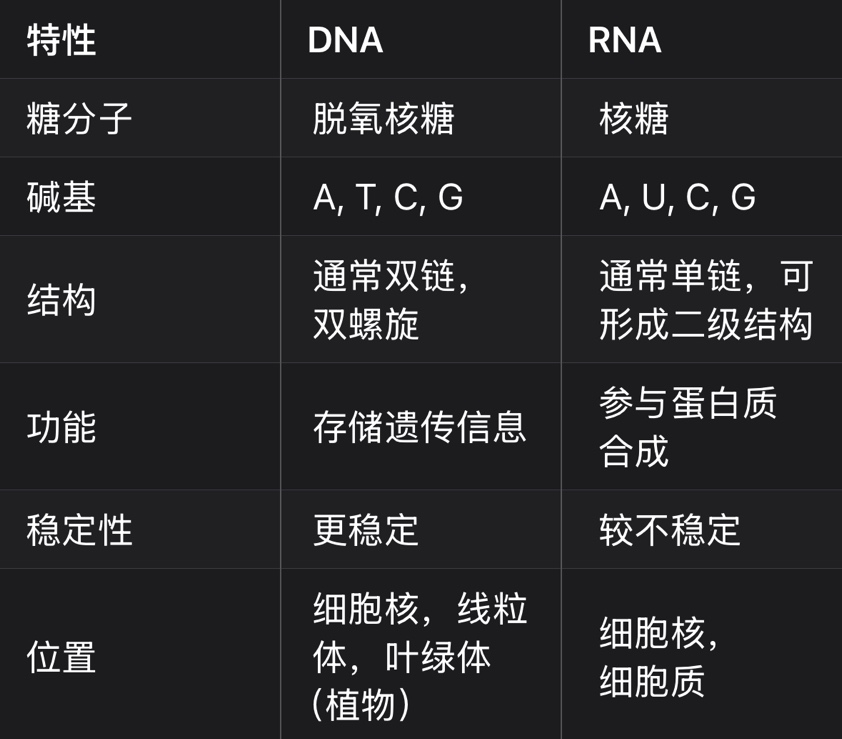 特性
DNA
RNA
糖分子
脱氧核糖
核糖
碱基
A, T, C, G
A, U, C, G
结构
通常双链，
双螺旋
通常单链，可
形成二级结构
功能
存储遗传信息
参与蛋白质
合成
稳定性
更稳定
较不稳定
位置
细胞核，线粒
体，叶绿体
(植物)
细胞核，
细胞质